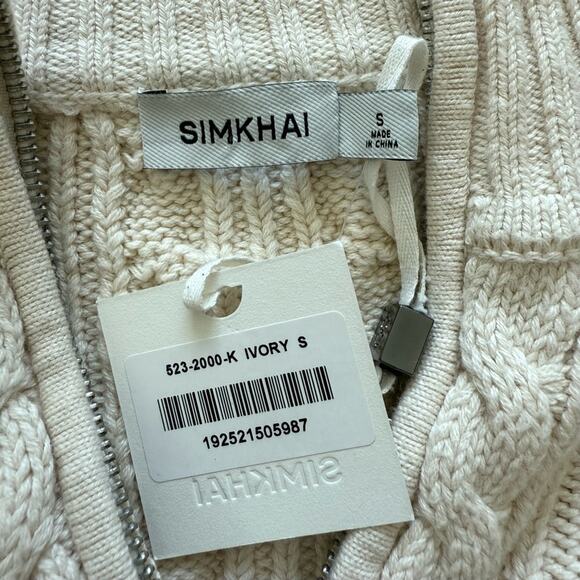 SIMKHAI
S
MADE
IN CHINA
523-2000-K IVORY S
192521505987
SIMKHAI